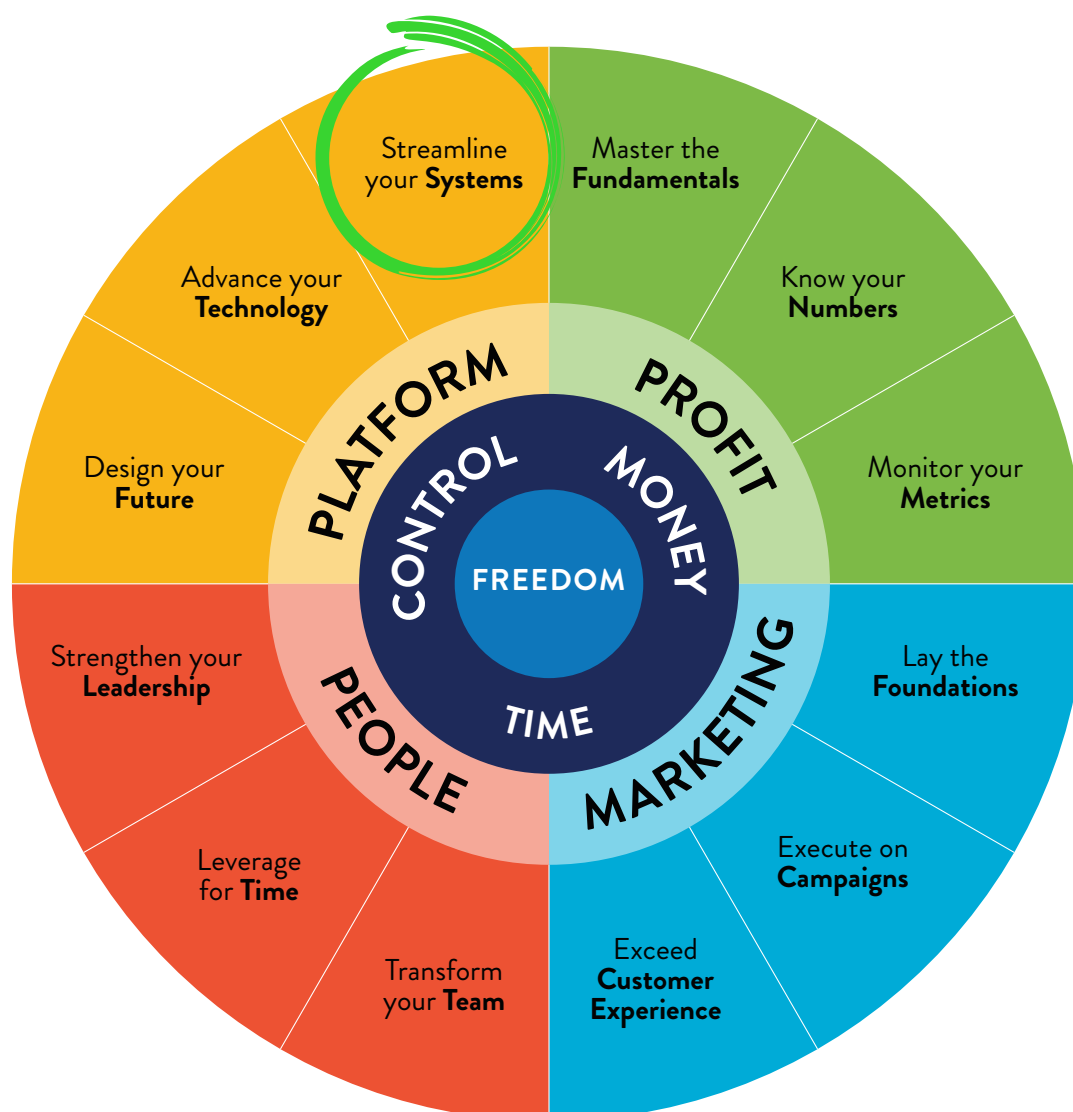 Streamline
your Systems
Master the
Fundamentals
Know your
Numbers
Monitor your
Metrics
Lay the
Foundations
Execute on
Campaigns
Exceed
Customer
Experience
Transform
your Team
Leverage
for Time
Strengthen your
Leadership
Design your
Future
Advance your
Technology
PLATFORM
PROFIT
MARKETING
PEOPLE
CONTROL
MONEY
TIME
FREEDOM